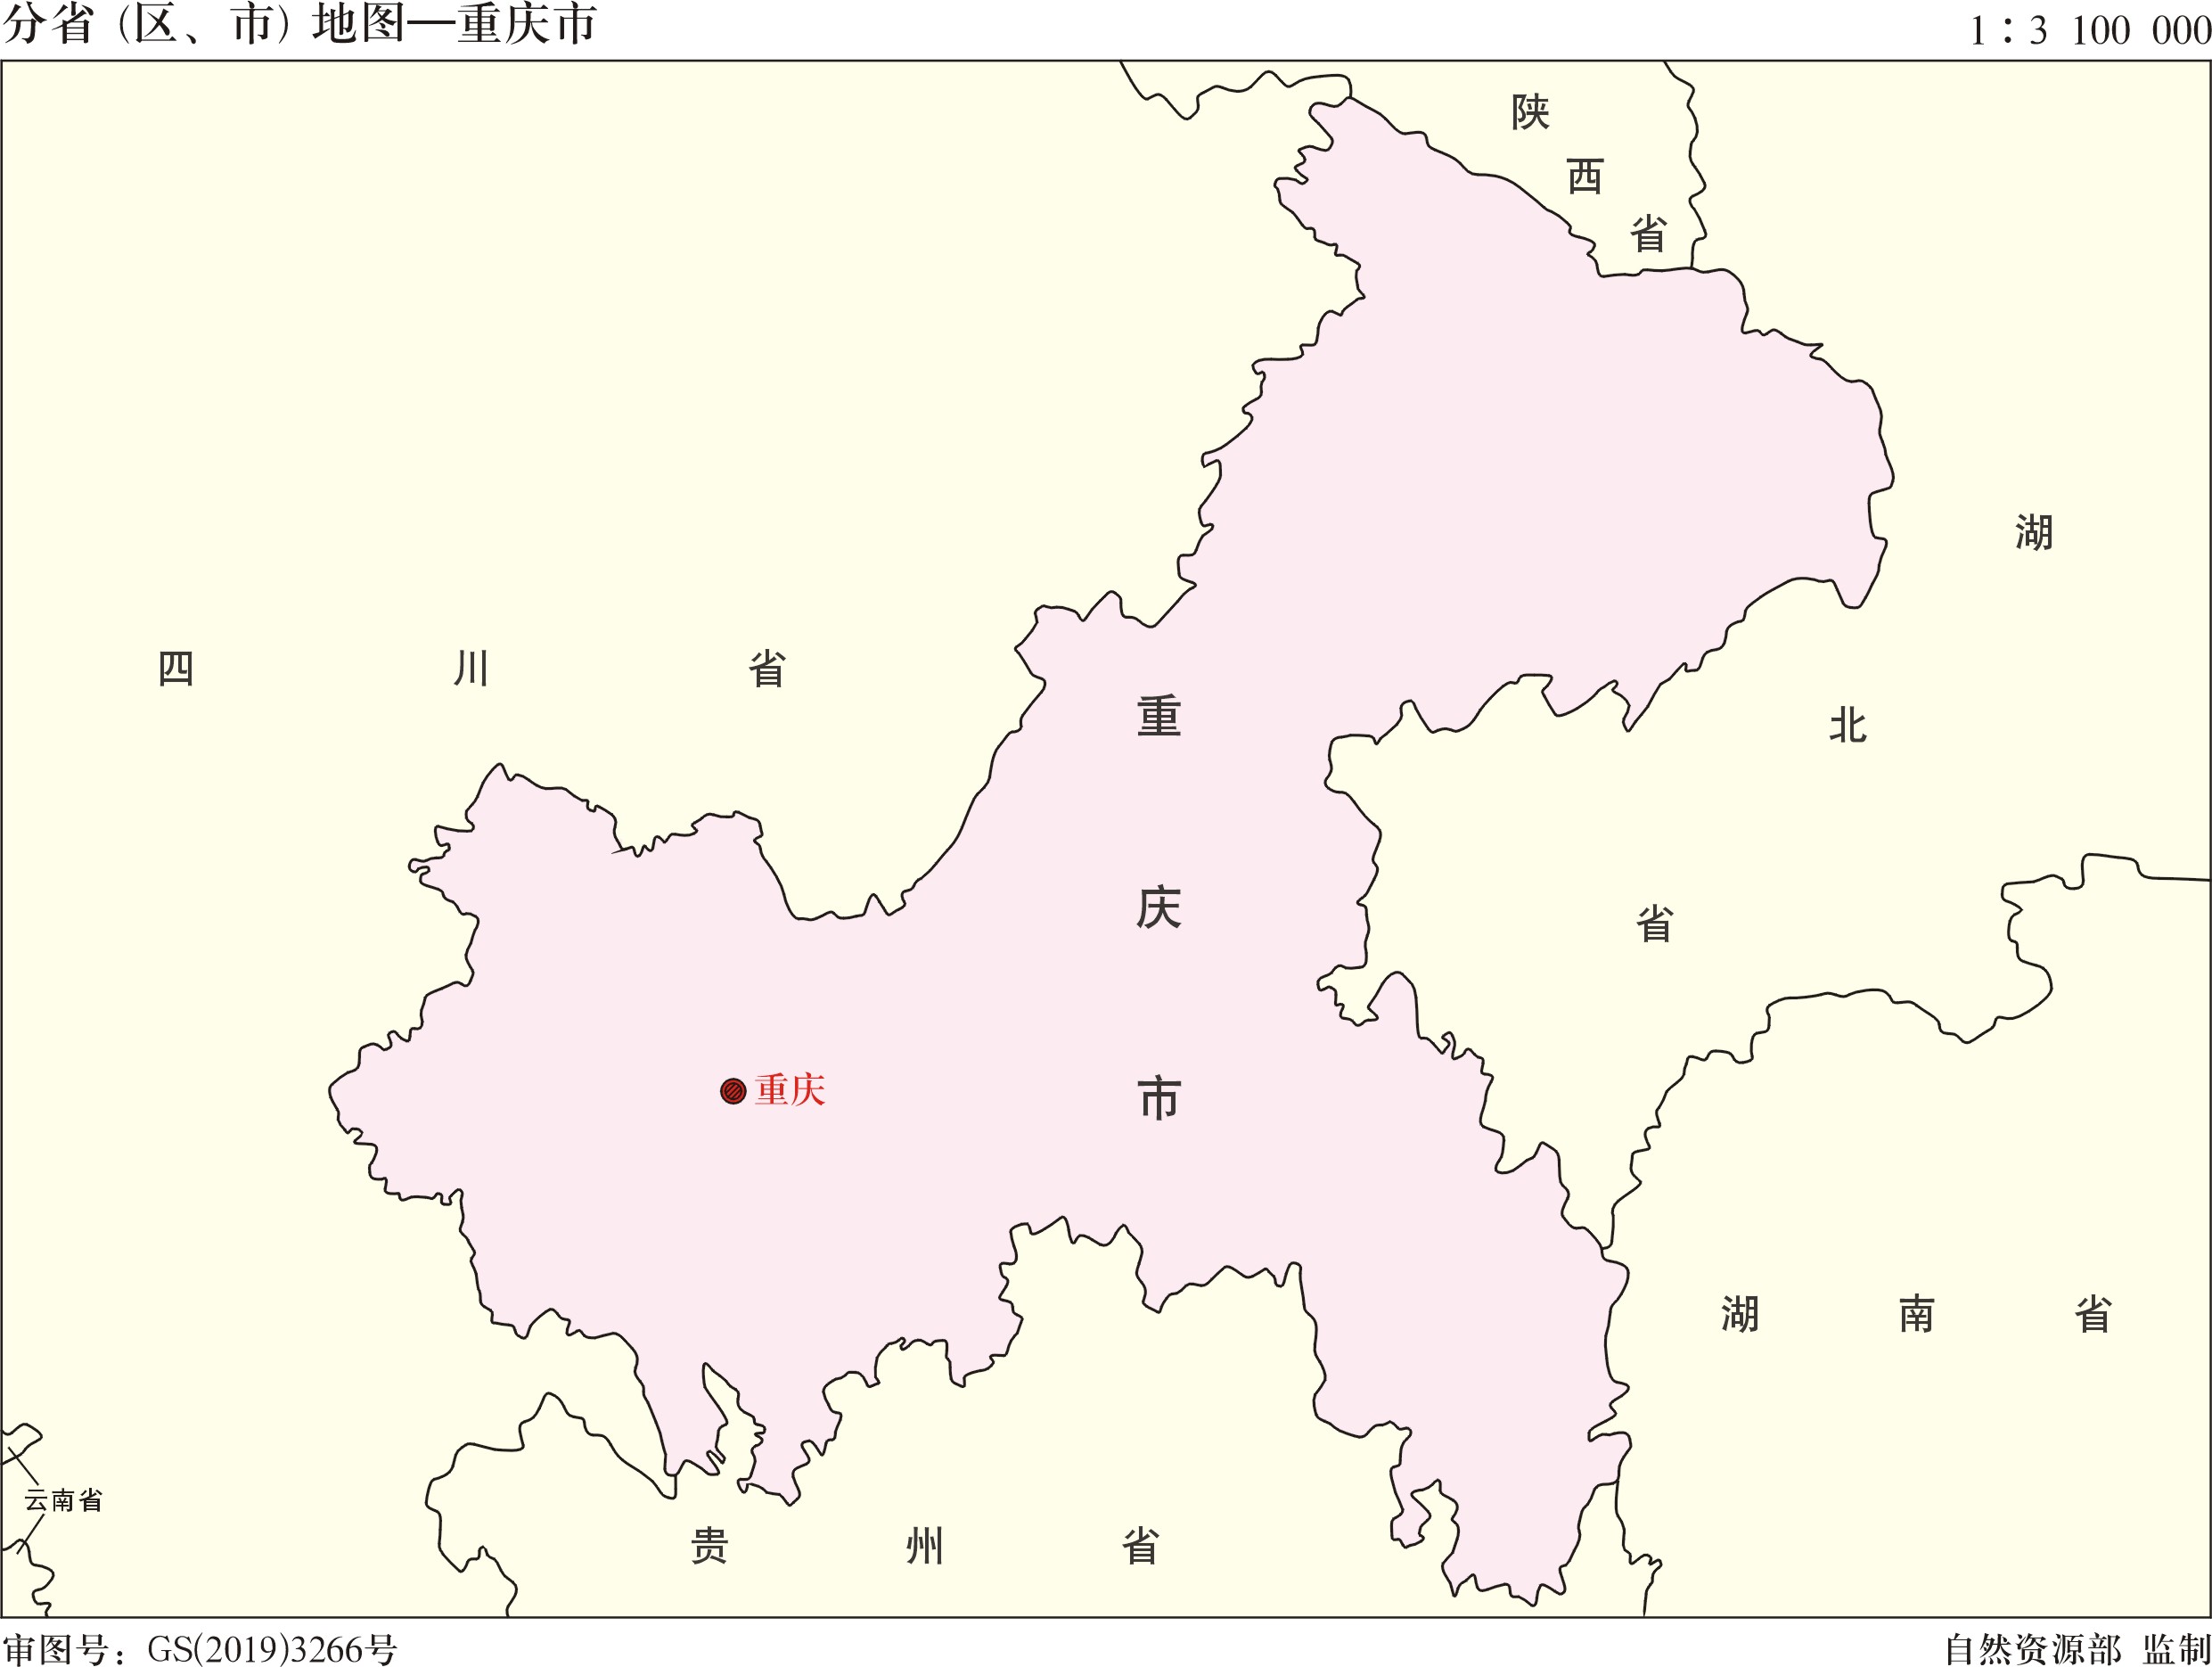 分省（区、市）地图—重庆市
1：3 100 000
陕西省
湖北省
四川省
重庆市
重庆
湖南省
云南省
贵州省
审图号：GS(2019)3266号
自然资源部 监制